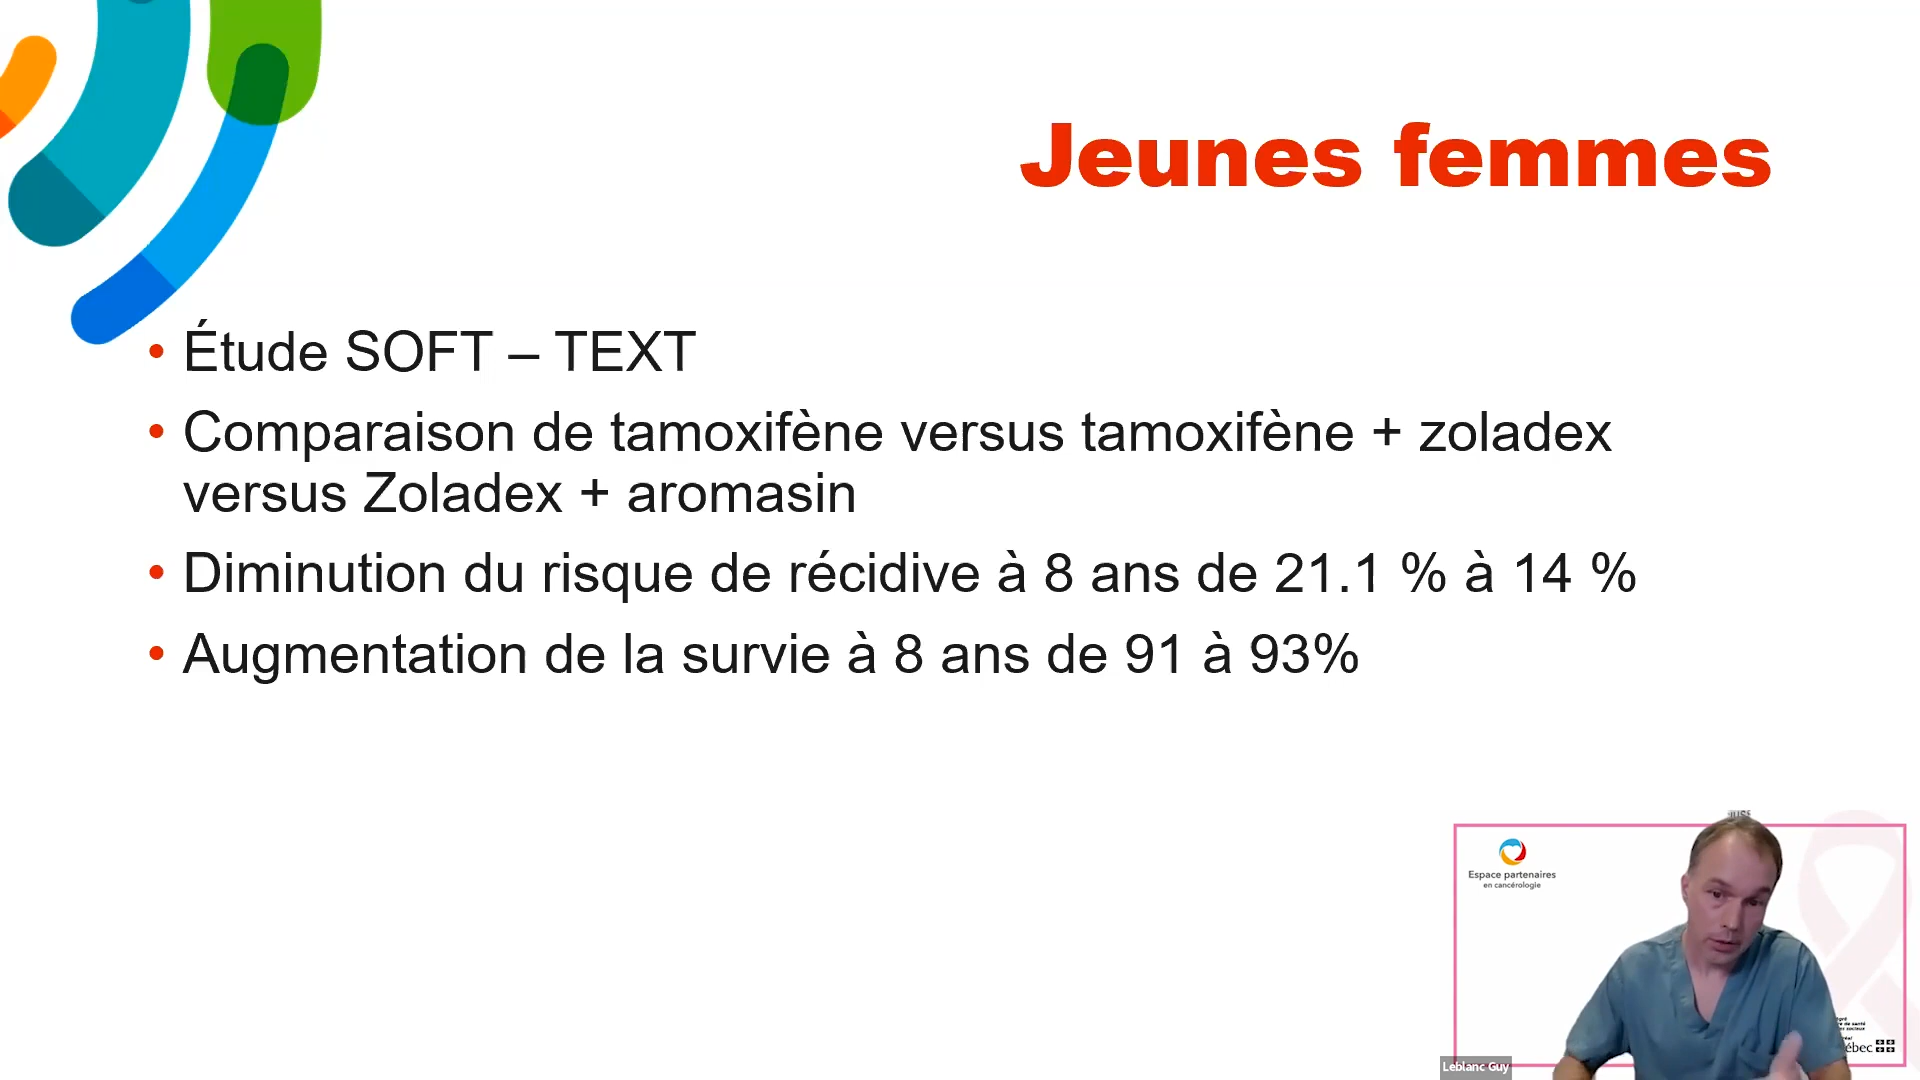 Jeunes femmes
• Étude SOFT – TEXT
• Comparaison de tamoxifène versus tamoxifène + zoladex
versus Zoladex + aromasin
• Diminution du risque de récidive à 8 ans de 21.1 % à 14 %
• Augmentation de la survie à 8 ans de 91 à 93%
Espace partenaires
en cancérologie
Leblanc Guy